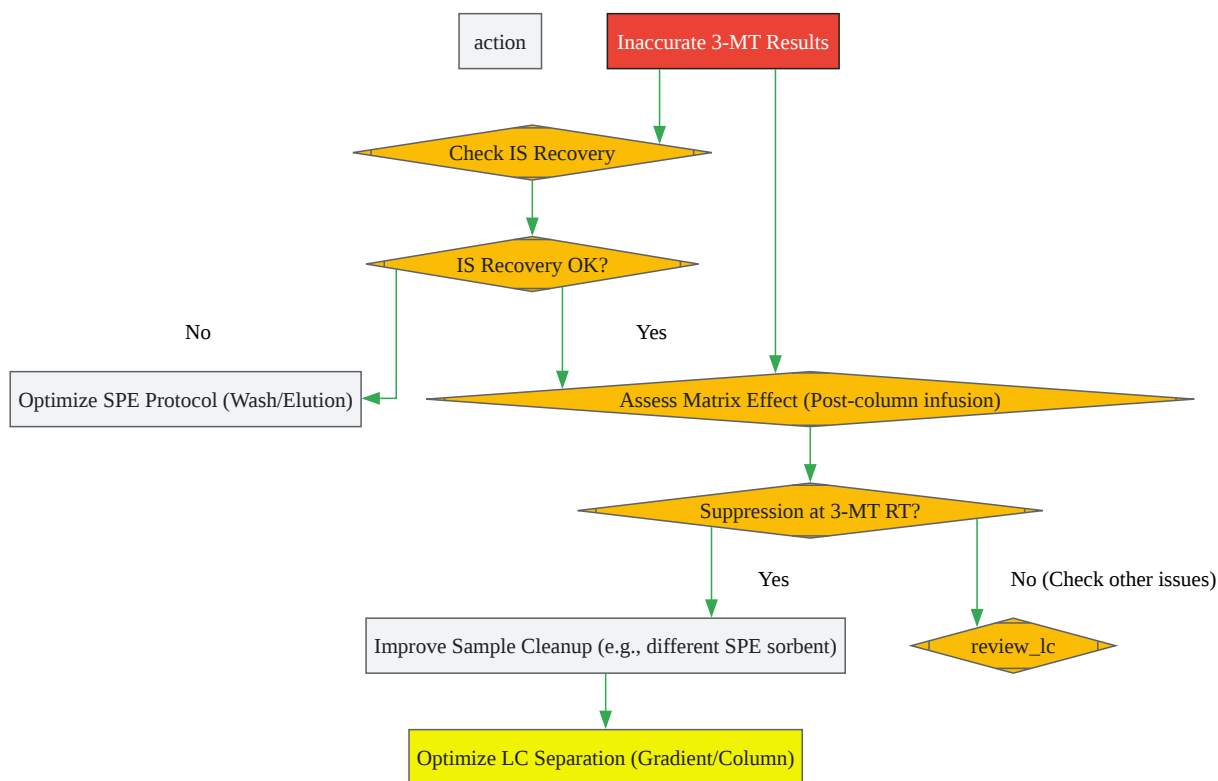 action
Inaccurate 3-MT Results
Check IS Recovery
IS Recovery OK?
No
Yes
Optimize SPE Protocol (Wash/Elution)
Assess Matrix Effect (Post-column infusion)
Suppression at 3-MT RT?
Yes
No (Check other issues)
Improve Sample Cleanup (e.g., different SPE sorbent)
review_lc
Optimize LC Separation (Gradient/Column)